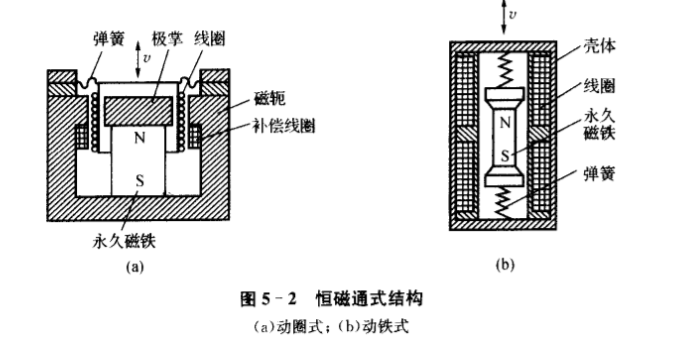 弹簧
极掌
线圈
v
磁轭
补偿线圈
N
S
永久磁铁
(a)
v
壳体
线圈
永久
磁铁
弹簧
N
S
(b)
图 5-2 恒磁通式结构
(a)动圈式；(b)动铁式